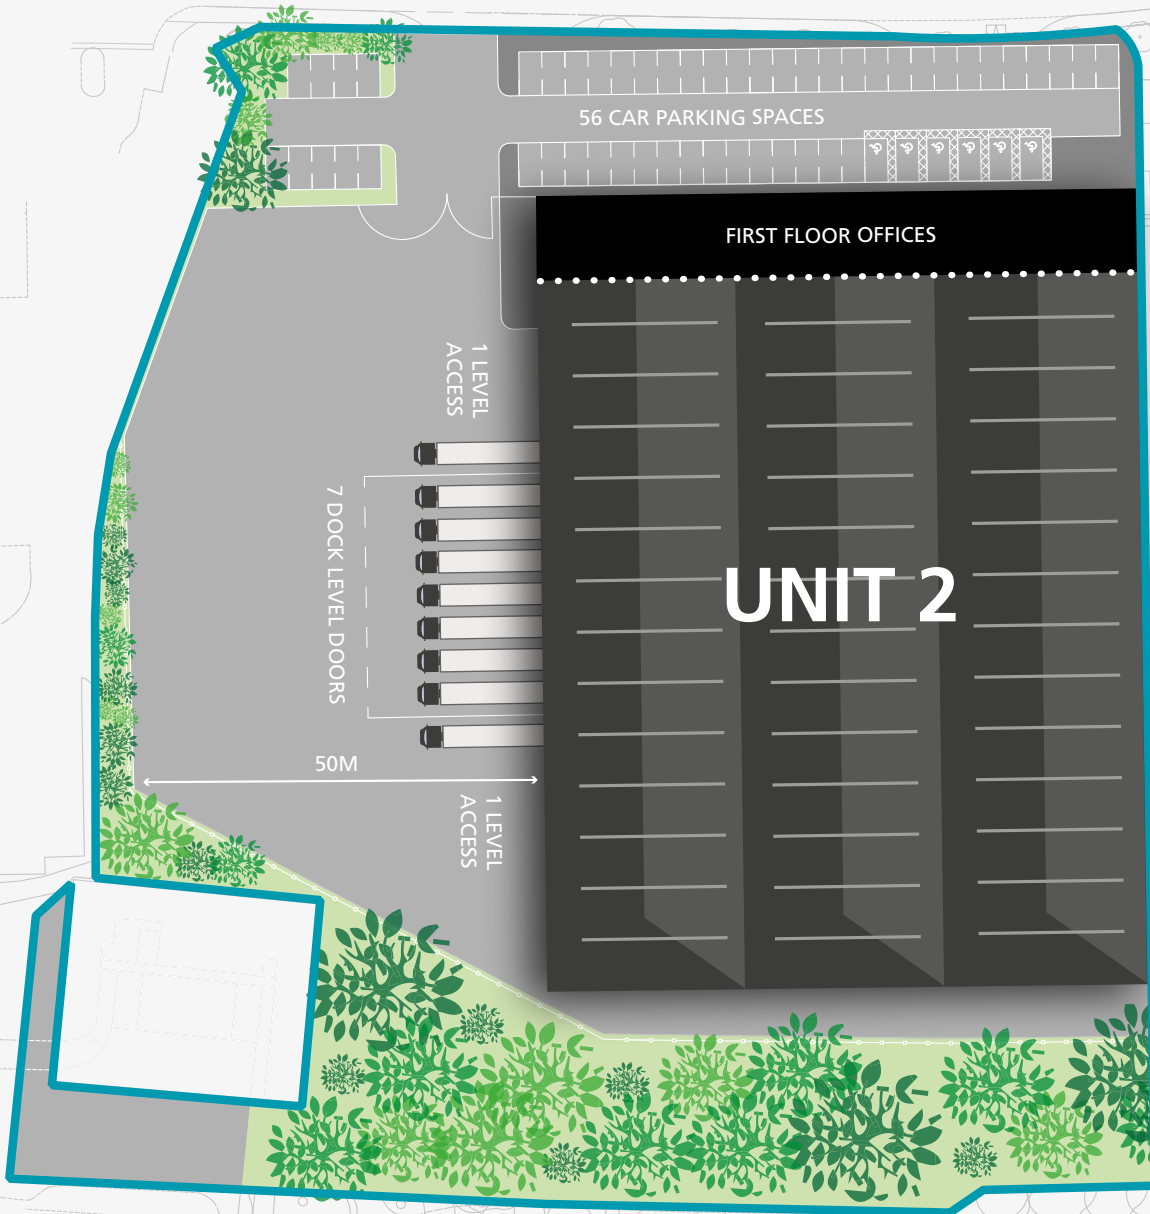 56 CAR PARKING SPACES
FIRST FLOOR OFFICES
1 LEVEL
ACCESS
7 DOCK LEVEL DOORS
UNIT 2
50M
1 LEVEL
ACCESS